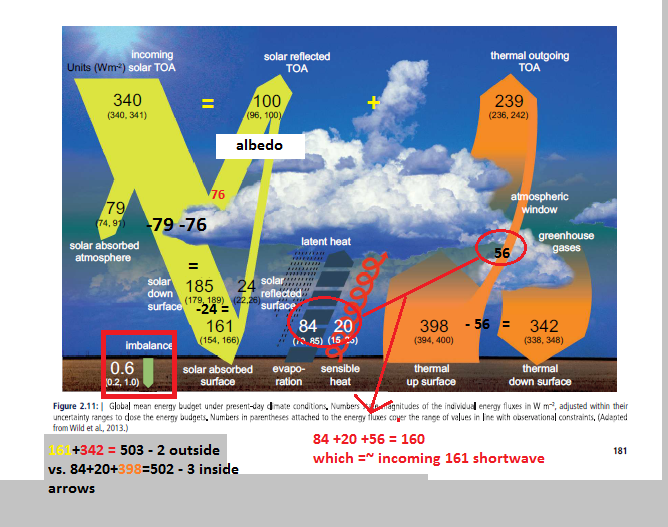 incoming
Units (Wm-2) solar TOA
solar reflected
TOA
thermal outgoing
TOA
340
(340, 341)
=
100
(96, 100)
+
239
(236, 242)
albedo
76
79
(74, 91)
-79 -76
solar absorbed
atmosphere
atmospheric
window
greenhouse
gases
latent heat
56
=
solar
down
surface
185
(179, 189)
24
(22,26)
solar
reflected
surface
-24 =
161
(154, 166)
84
20
398
(394, 400)
- 56 =
342
(338, 348)
imbalance
0.6
(0.2, 1.0)
solar absorbed
surface
evapo-
ration
sensible
heat
thermal
up surface
thermal
down surface
Figure 2.11: | Global mean energy budget under present-day climate conditions. Numbers magnitudes of the individual energy fluxes in W m-2, adjusted within their
uncertainty ranges to close the energy budgets. Numbers in parentheses attached to the energy fluxes cover the range of values in line with observational constraints. (Adapted
from Wild et al., 2013.)
181
84 +20 +56 = 160
which =~ incoming 161 shortwave
161+342 = 503 - 2 outside
vs. 84+20+398=502 - 3 inside
arrows